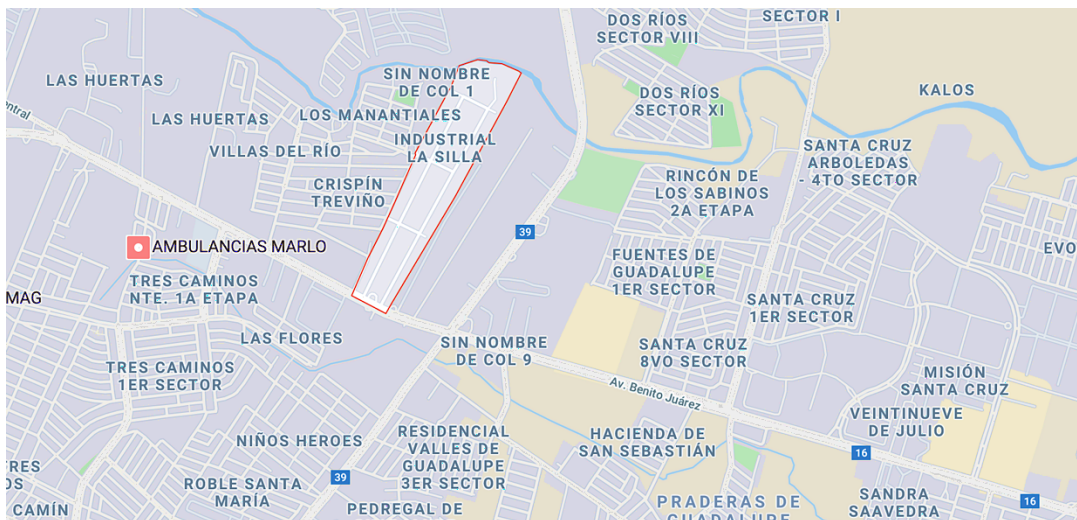 DOS RÍOS
SECTOR VIII
SECTOR I
SIN NOMBRE
DE COL 1
LAS HUERTAS
DOS RÍOS
SECTOR XI
KALOS
entral
LAS HUERTAS
LOS MANANTIALES
INDUSTRIAL
LA SILLA
VILLAS DEL RÍO
SANTA CRUZ
ARBOLEDAS
- 4TO SECTOR
RINCÓN DE
LOS SABINOS
2A ETAPA
CRISPÍN
TREVIÑO
39
AMBULANCIAS MARLO
EVO
FUENTES DE
GUADALUPE
1ER SECTOR
TRES CAMINOS
NTE. 1A ETAPA
MAG
SANTA CRUZ
1ER SECTOR
LAS FLORES
SIN NOMBRE
DE COL 9
SANTA CRUZ
8VO SECTOR
TRES CAMINOS
1ER SECTOR
MISIÓN
SANTA CRUZ
Av. Benito Juárez
VEINTINUEVE
DE JULIO
NIÑOS HEROES
RESIDENCIAL
VALLES DE
GUADALUPE
3ER SECTOR
HACIENDA DE
SAN SEBASTIÁN
16
39
TRES
OS
CAMÍN
ROBLE SANTA
MARÍA
PEDREGAL DE
PRADERAS DE
GUADALUPE
SANDRA
SAAVEDRA
16